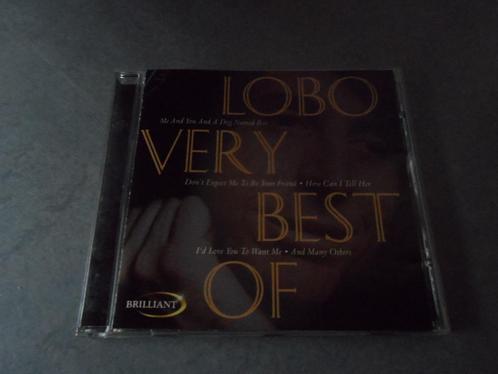 LOBO
Me And You And A Dog Named Boo
VERY
Don't Expect Me To Be Your Friend • How Can I Tell Her
BEST
I'd Love You To Want Me • And Many Others
OF
BRILLIANT